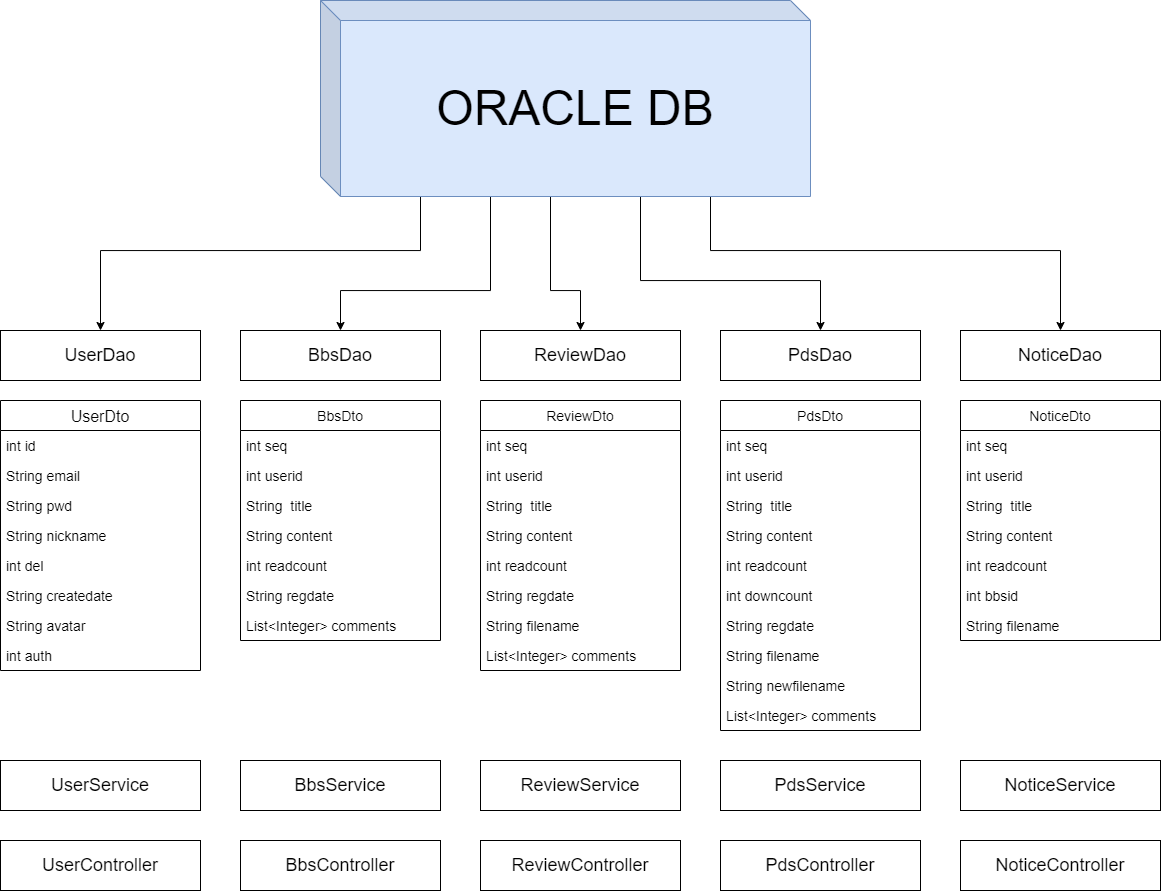 ORACLE DB
UserDao
BbsDao
ReviewDao
PdsDao
NoticeDao
UserDto
int id
String email
String pwd
String nickname
int del
String createdate
String avatar
int auth
BbsDto
int seq
int userid
String  title
String content
int readcount
String regdate
List<Integer> comments
ReviewDto
int seq
int userid
String  title
String content
int readcount
String regdate
String filename
List<Integer> comments
PdsDto
int seq
int userid
String  title
String content
int readcount
int downcount
String regdate
String filename
String newfilename
List<Integer> comments
NoticeDto
int seq
int userid
String  title
String content
int readcount
int bbsid
String filename
UserService
BbsService
ReviewService
PdsService
NoticeService
UserController
BbsController
ReviewController
PdsController
NoticeController